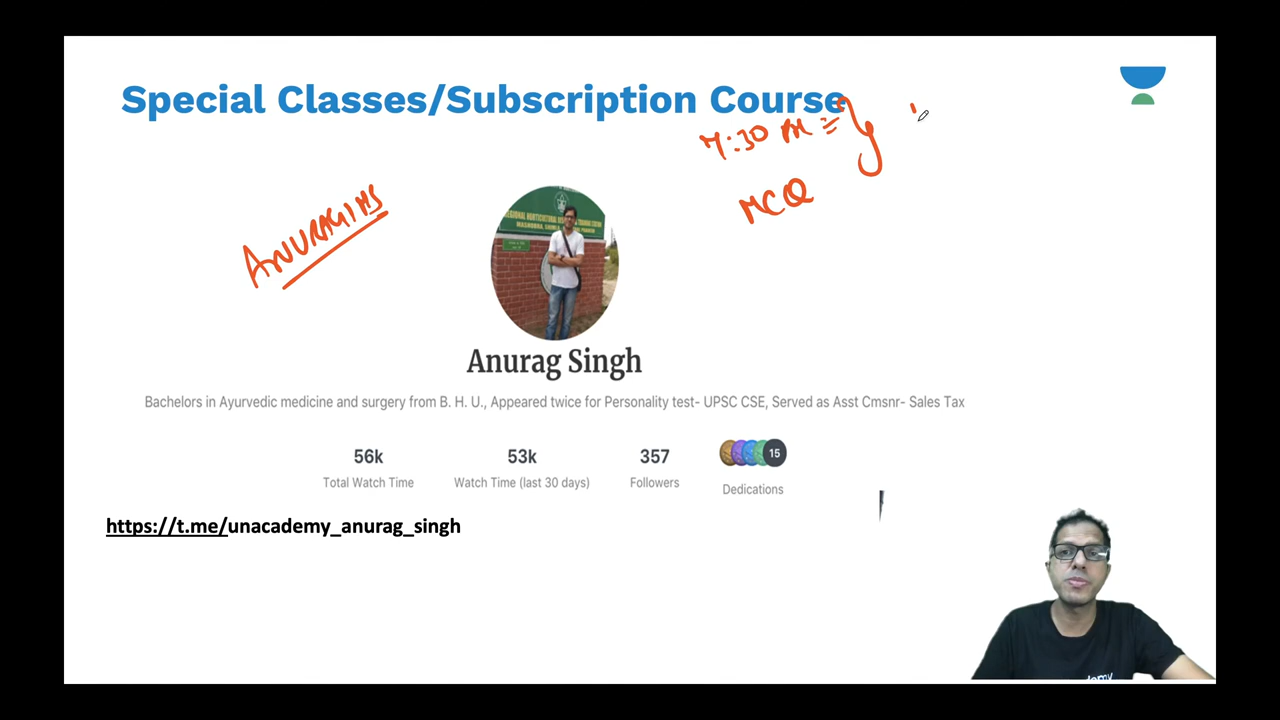 Special Classes/Subscription Course
7:30 PM
MCQ
ANURAGIMS
Anurag Singh
Bachelors in Ayurvedic medicine and surgery from B. H. U., Appeared twice for Personality test- UPSC CSE, Served as Asst Cmsnr- Sales Tax
56k
53k
357
15
Total Watch Time
Watch Time (last 30 days)
Followers
Dedications
https://t.me/unacademy_anurag_singh